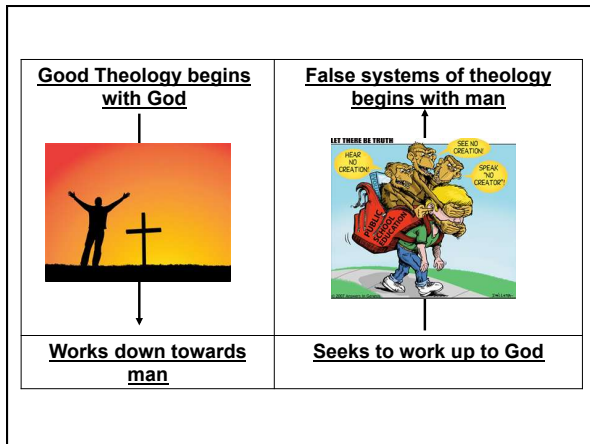 Good Theology begins
with God
False systems of theology
begins with man
LET THERE BE TRUTH
HEAR
NO
CREATION!
SEE NO
CREATION!
SPEAK
"NO
CREATOR"!
PUBLIC
SCHOOL
EDUCATION
Works down towards
man
Seeks to work up to God